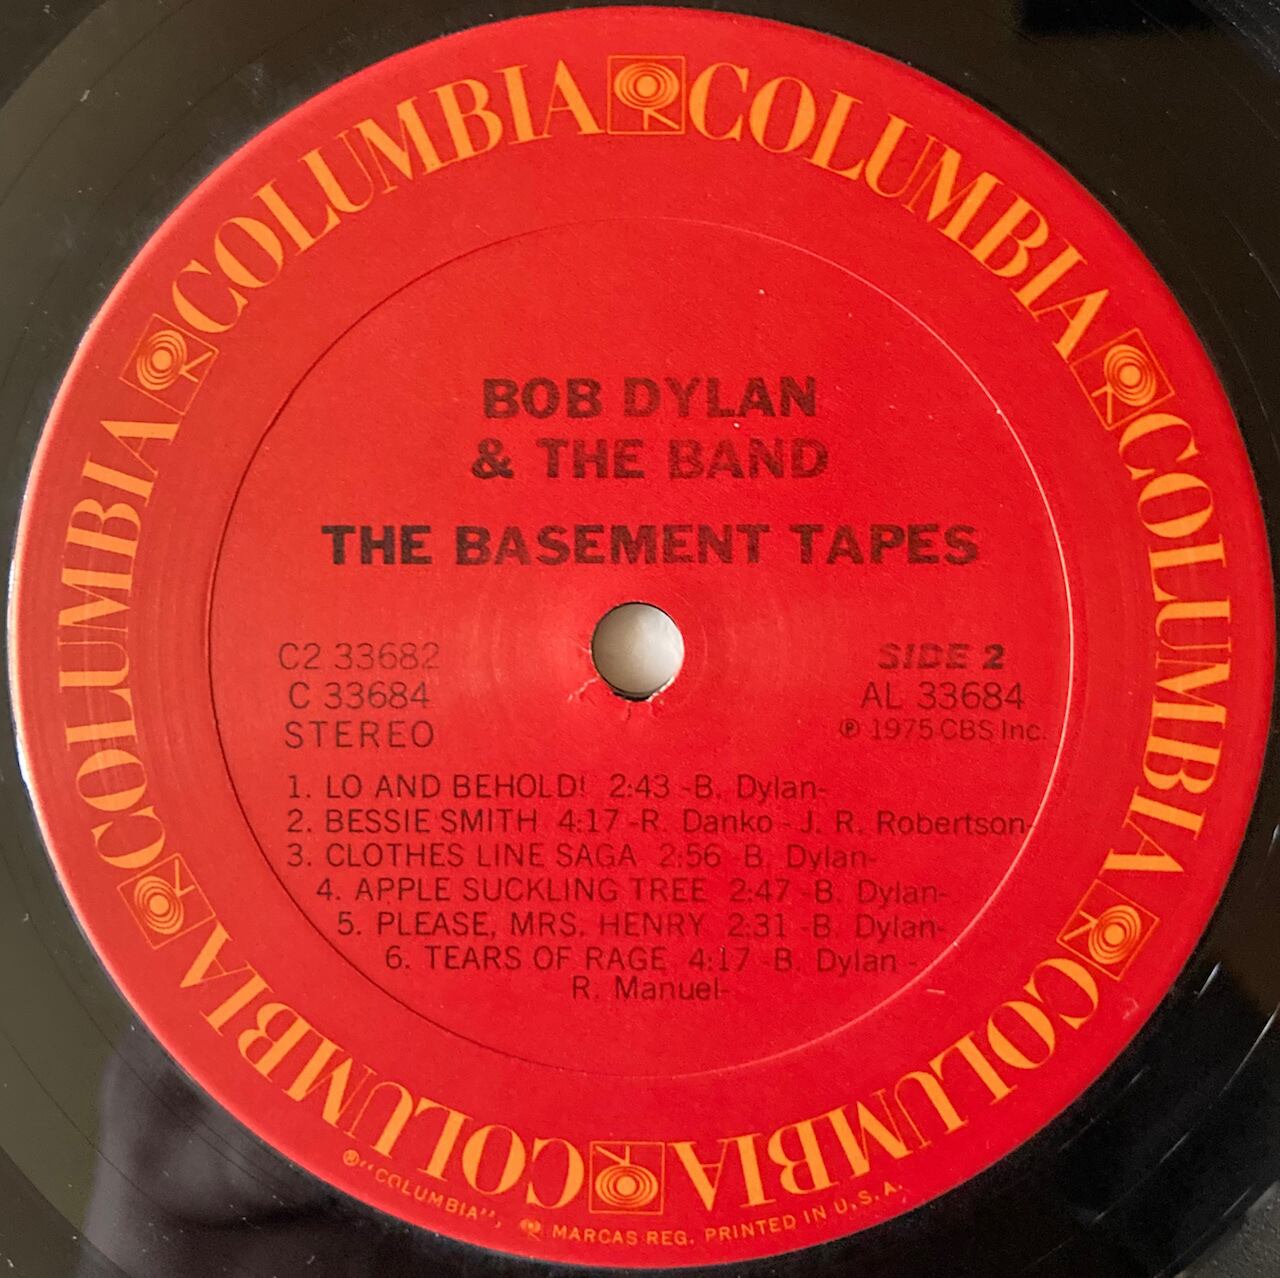 COLUMBIA COLUMBIA COLUMBIA COLUMBIA COLUMBIA COLUMBIA
BOB DYLAN
& THE BAND
THE BASEMENT TAPES
C2 33682
C 33684
STEREO
SIDE 2
AL 33684
℗ 1975 CBS Inc.
1. LO AND BEHOLD! 2:43 -B. Dylan-
2. BESSIE SMITH 4:17 -R. Danko - J. R. Robertson-
3. CLOTHES LINE SAGA 2:56 -B. Dylan-
4. APPLE SUCKLING TREE 2:47 -B. Dylan-
5. PLEASE, MRS. HENRY 2:31 -B. Dylan-
6. TEARS OF RAGE 4:17 -B. Dylan -
R. Manuel-
®"COLUMBIA", MARCAS REG. PRINTED IN U.S.A.